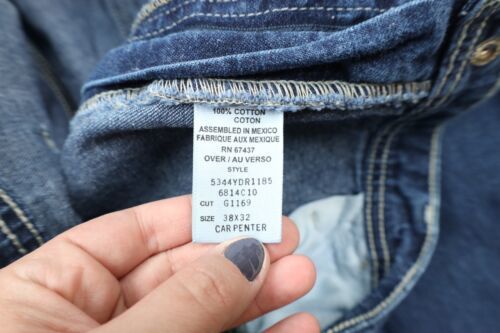 100% COTTON
COTON
ASSEMBLED IN MEXICO
FABRIQUE AUX MEXIQUE
RN 67437
OVER / AU VERSO
STYLE
5344YDR1185
6814C10
CUT G1169
SIZE 38X32
CARPENTER